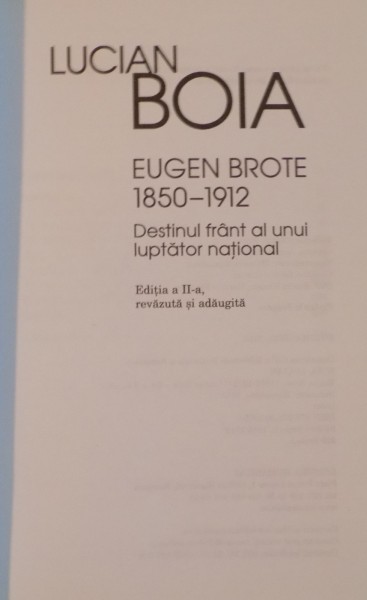 LUCIAN
BOIA
EUGEN BROTE
1850–1912
Destinul frânt al unui
luptător național
Ediția a II-a,
revăzută și adăugită